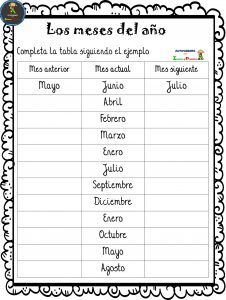 Los meses del año
Completa la tabla siguiendo el ejemplo
Mes anterior Mes actual Mes siguiente
Mayo Junio Julio
Abril
Febrero
Marzo
Enero
Julio
Septiembre
Diciembre
Enero
Octubre
Mayo
Agosto